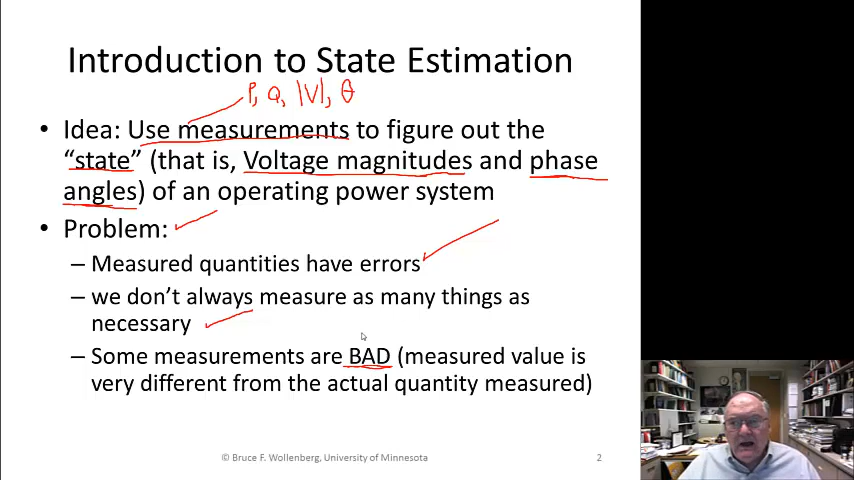 Introduction to State Estimation
P, Q, |V|, θ
• Idea: Use measurements to figure out the
“state” (that is, Voltage magnitudes and phase
angles) of an operating power system
• Problem:
– Measured quantities have errors
– we don’t always measure as many things as
necessary
– Some measurements are BAD (measured value is
very different from the actual quantity measured)
© Bruce F. Wollenberg, University of Minnesota 2